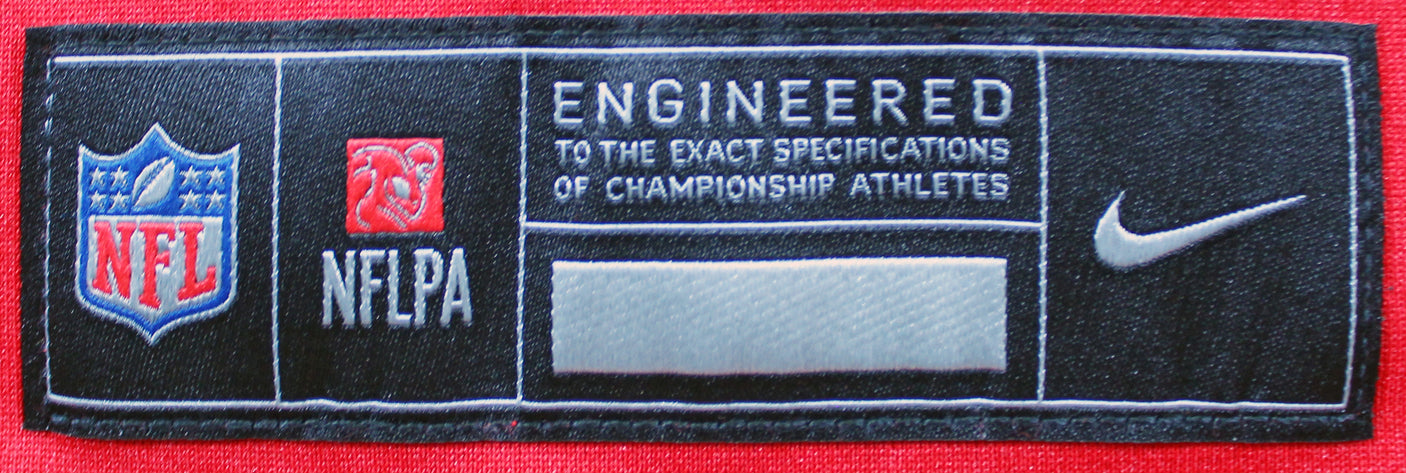 NFL
NFLPA
ENGINEERED
TO THE EXACT SPECIFICATIONS
OF CHAMPIONSHIP ATHLETES